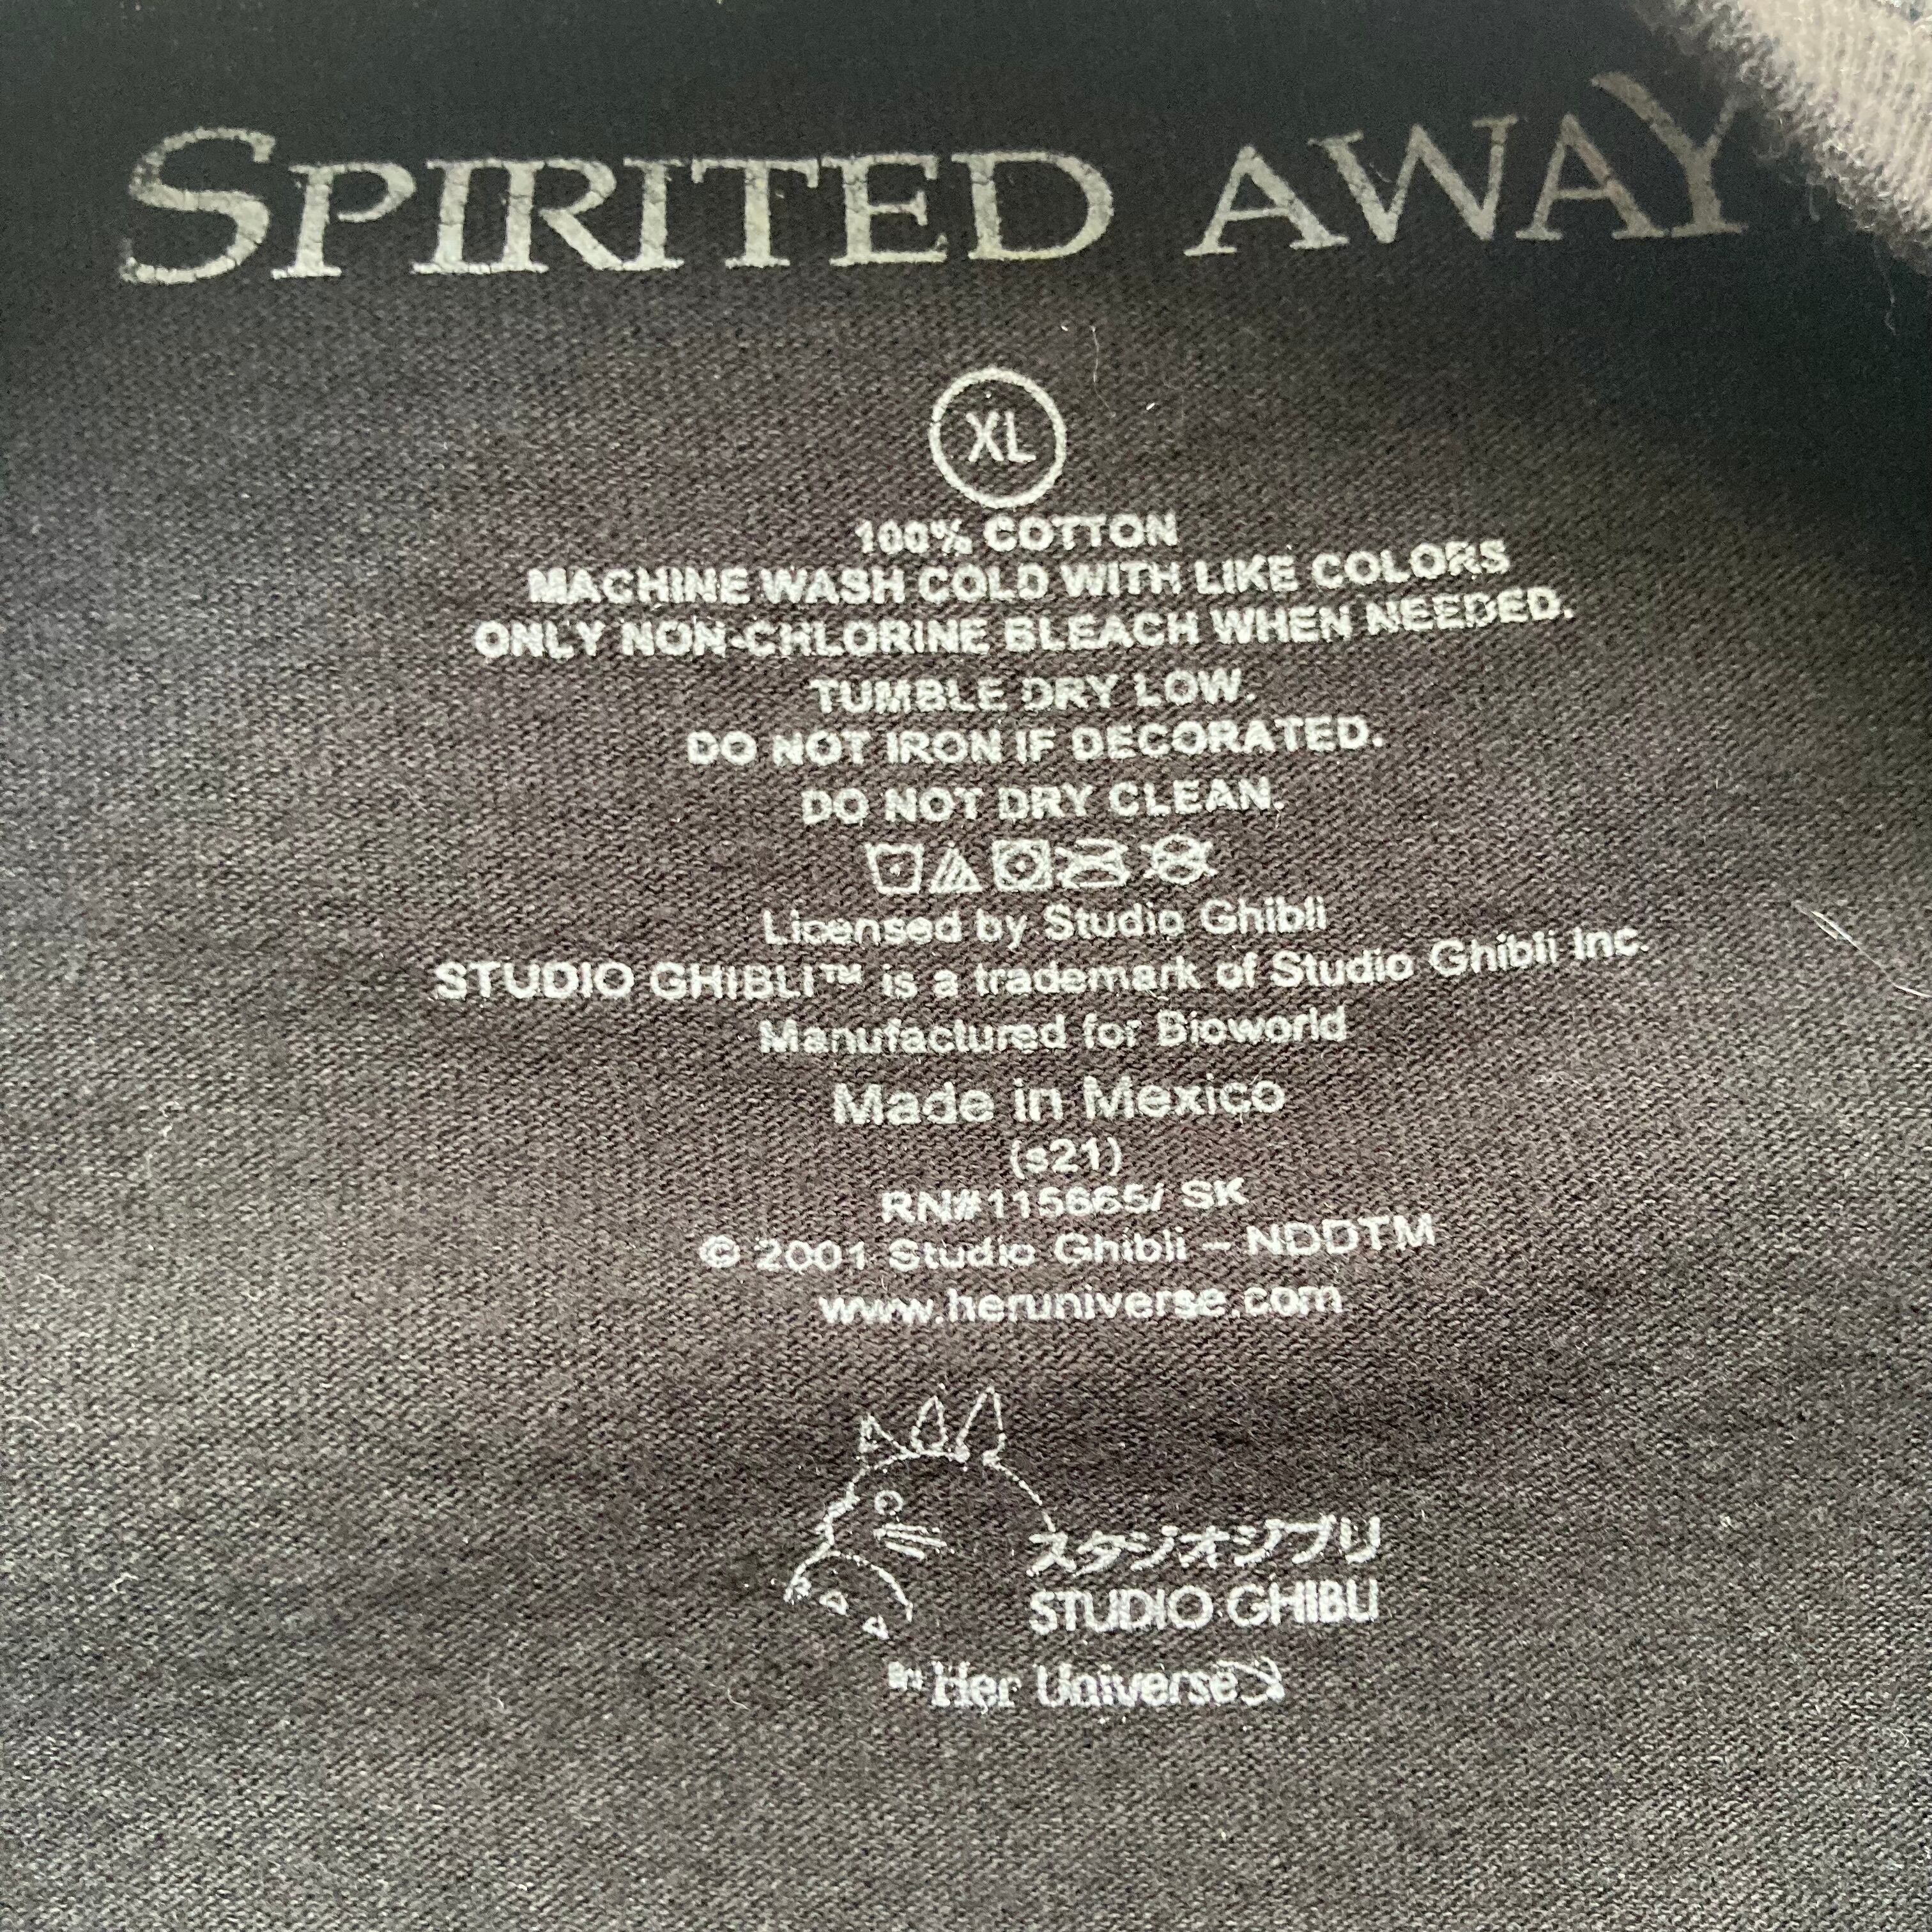 SPIRITED AWAY
XL
100% COTTON
MACHINE WASH COLD WITH LIKE COLORS
ONLY NON-CHLORINE BLEACH WHEN NEEDED.
TUMBLE DRY LOW.
DO NOT IRON IF DECORATED.
DO NOT DRY CLEAN.
Licensed by Studio Ghibli
STUDIO GHIBLI™ is a trademark of Studio Ghibli Inc.
Manufactured for Bioworld
Made in Mexico
(s21)
RN#115665/ SK
© 2001 Studio Ghibli – NDDTM
www.heruniverse.com
スタジオジブリ
STUDIO GHIBLI
Her Universe